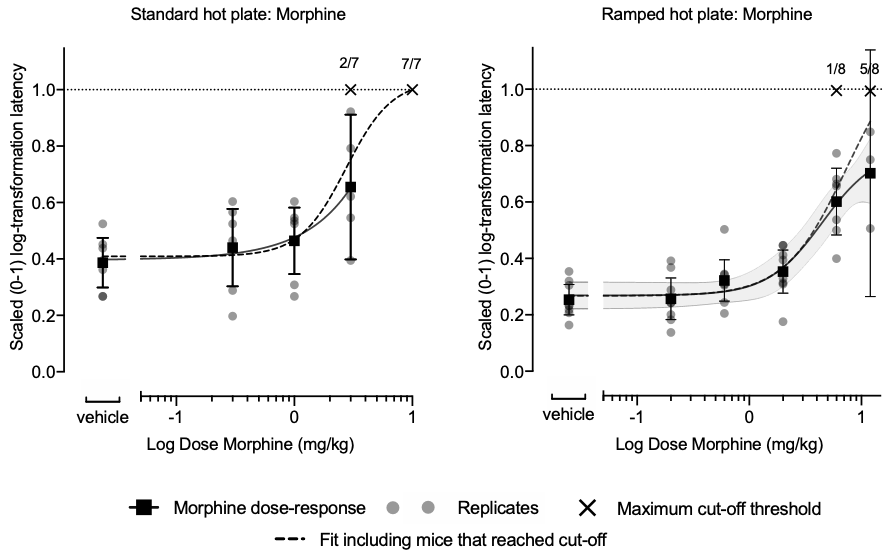 Standard hot plate: Morphine
Scaled (0-1) log-transformation latency
1.0
0.8
0.6
0.4
0.2
0.0
2/7
7/7
vehicle
-1
0
1
Log Dose Morphine (mg/kg)
Ramped hot plate: Morphine
Scaled (0-1) log-transformation latency
1.0
0.8
0.6
0.4
0.2
0.0
1/8
5/8
vehicle
-1
0
1
Log Dose Morphine (mg/kg)
Morphine dose-response
Replicates
Maximum cut-off threshold
Fit including mice that reached cut-off